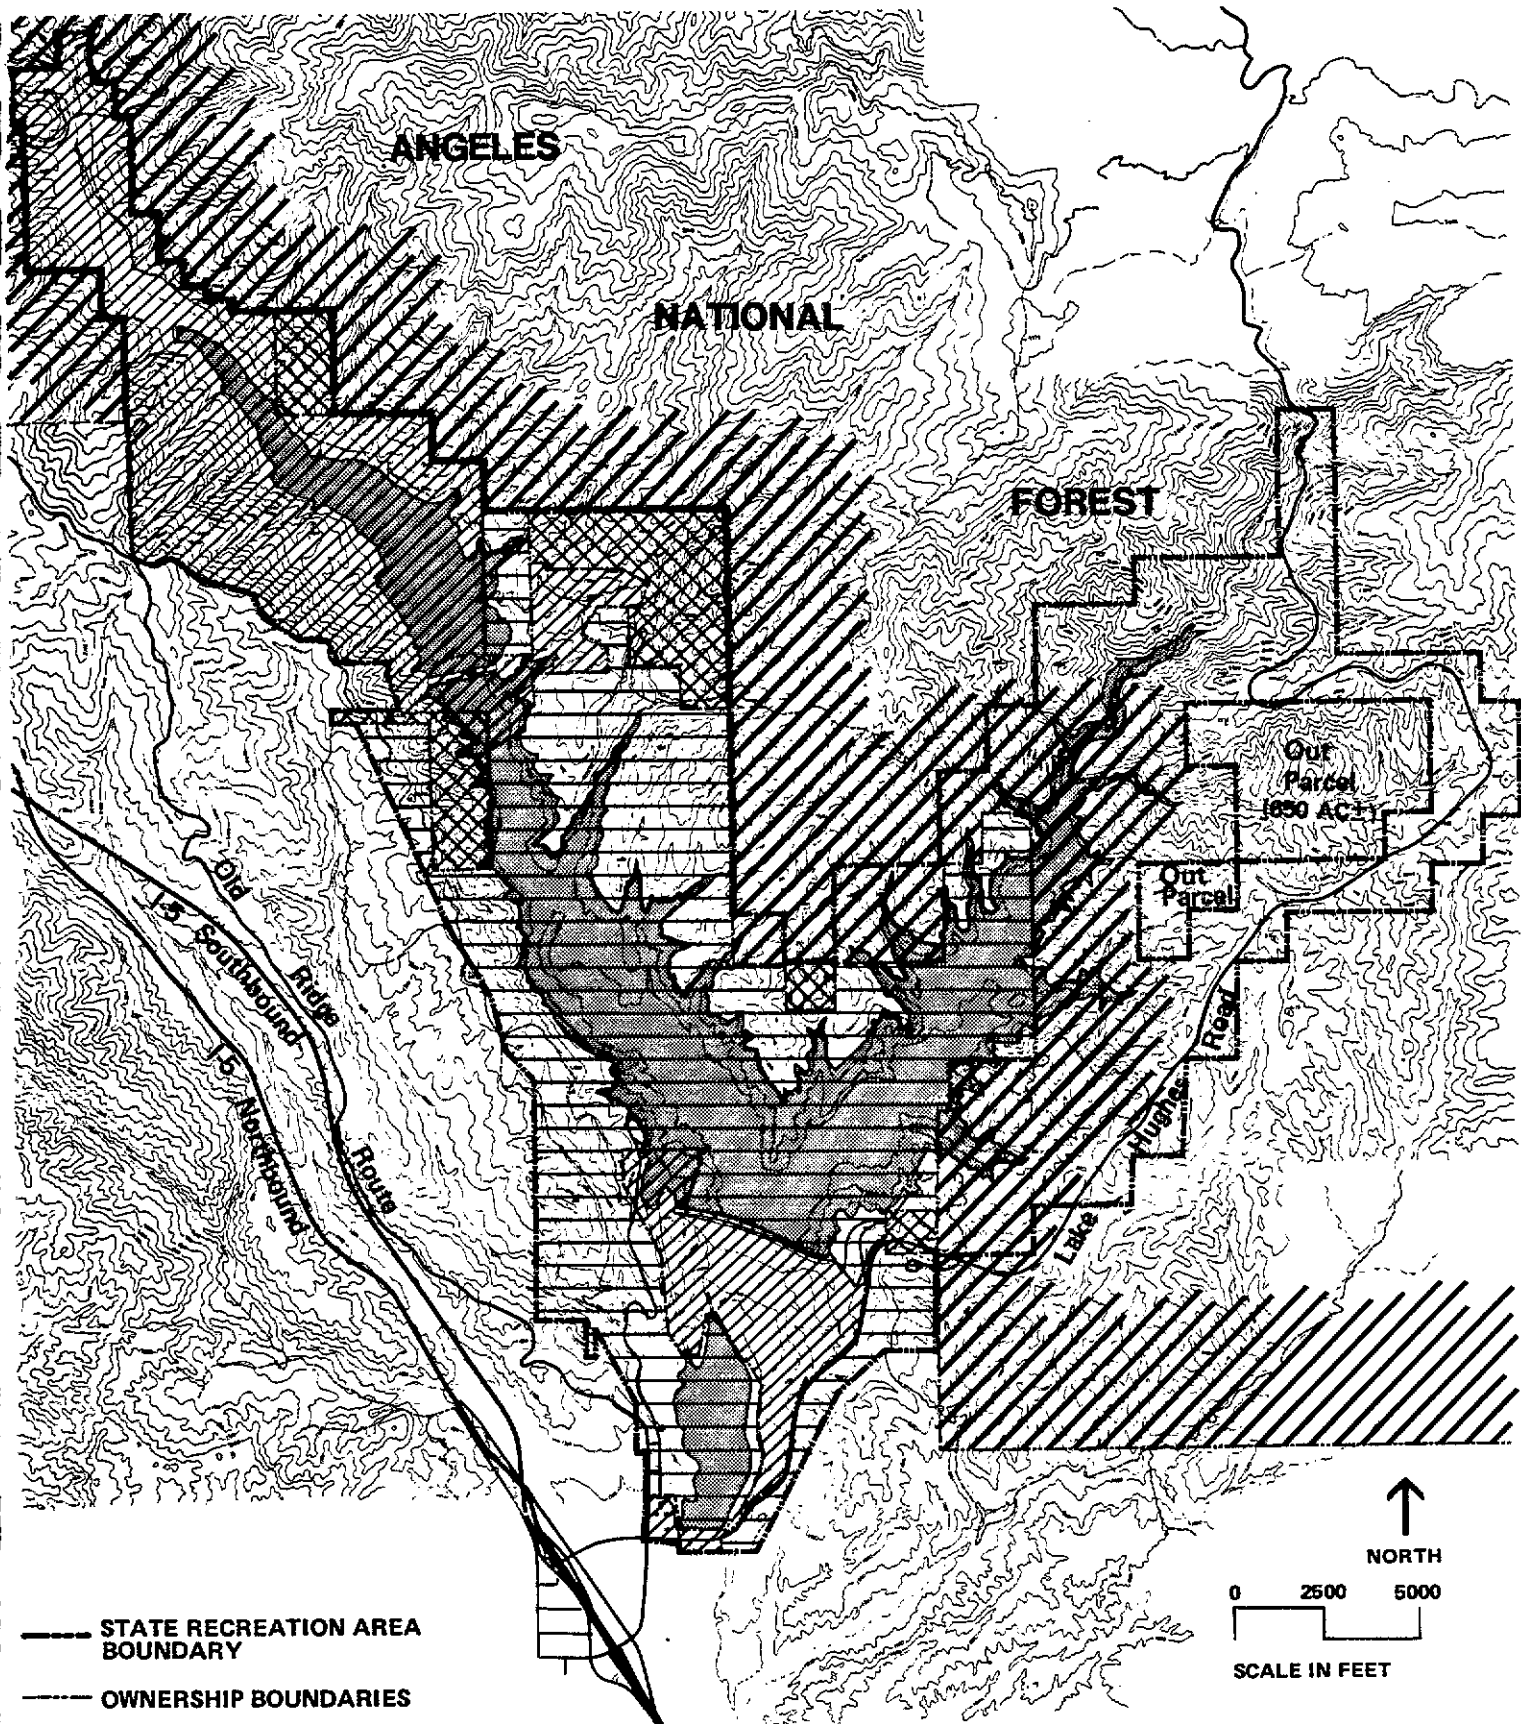 ANGELES
NATIONAL
FOREST
Out
Parcel
(650 AC±)
Out
Parcel
Old
Ridge
Route
I-5
Southbound
I-5
Northbound
Lake
Hughes
Road
NORTH
0 2500 5000
SCALE IN FEET
STATE RECREATION AREA
BOUNDARY
OWNERSHIP BOUNDARIES